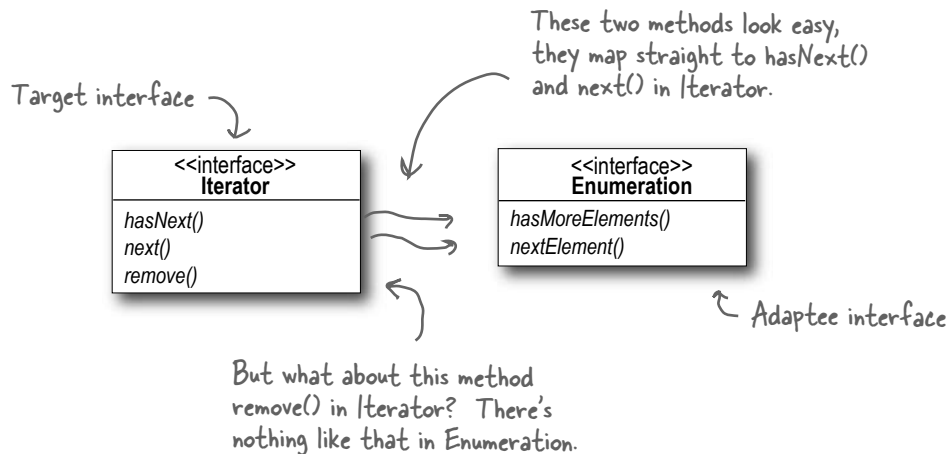 These two methods look easy,
they map straight to hasNext()
and next() in Iterator.
Target interface
<<interface>>
Iterator
hasNext()
next()
remove()
<<interface>>
Enumeration
hasMoreElements()
nextElement()
Adaptee interface
But what about this method
remove() in Iterator? There's
nothing like that in Enumeration.